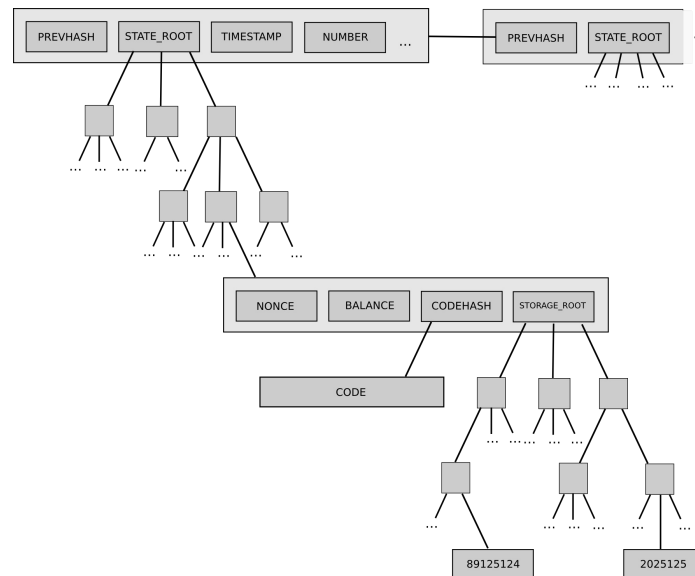 PREVHASH STATE_ROOT TIMESTAMP NUMBER ... PREVHASH STATE_ROOT
... ... ... ...
... ... ... ... ...
... ... ... ... ... ...
NONCE BALANCE CODEHASH STORAGE_ROOT
CODE
... ... ... ... ...
... ... ... ... ... ...
89125124 2025125